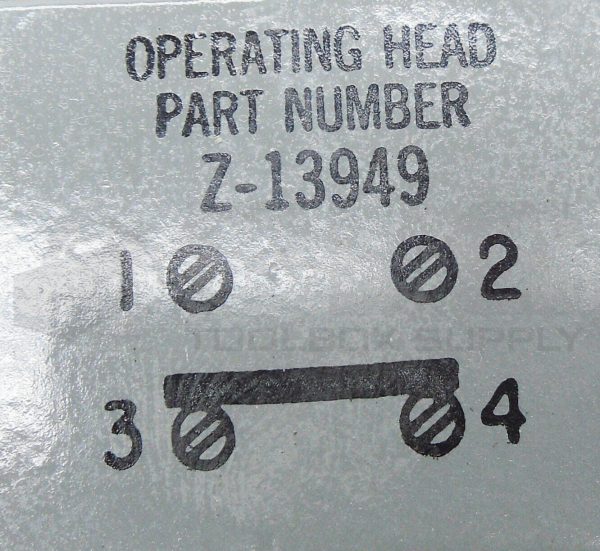 OPERATING HEAD
PART NUMBER
Z-13949
1 2
TOOLBOX SUPPLY
3 4